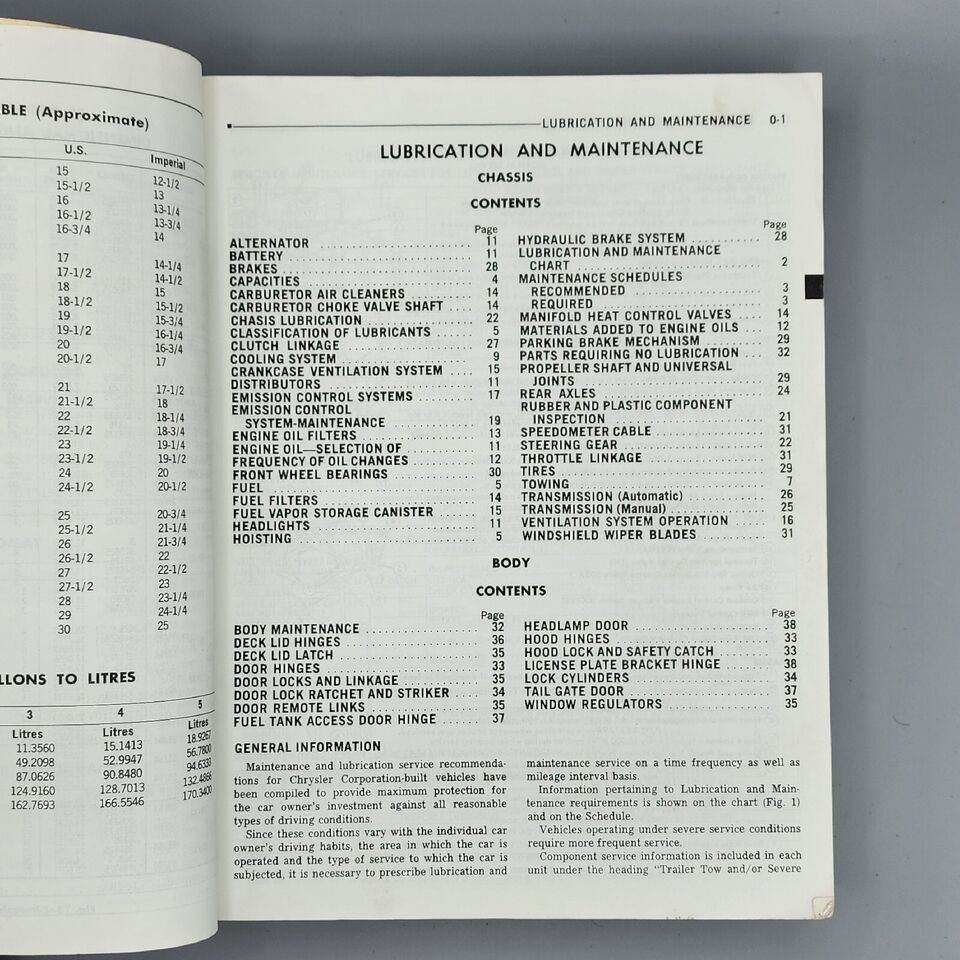 BLE (Approximate)
U.S. Imperial
15 12-1/2
15-1/2 13
16 13-1/4
16-1/2 13-3/4
16-3/4 14
17 14-1/4
17-1/2 14-1/2
18 15
18-1/2 15-1/2
19 15-3/4
19-1/2 16-1/4
20 16-3/4
20-1/2 17
21 17-1/2
21-1/2 18
22 18-1/4
22-1/2 18-3/4
23 19-1/4
23-1/2 19-1/2
24 20
24-1/2 20-1/2
25 20-3/4
25-1/2 21-1/4
26 21-3/4
26-1/2 22
27 22-1/2
27-1/2 23
28 23-1/4
29 24-1/4
30 25
LLONS TO LITRES
3 4 5
Litres Litres Litres
11.3560 15.1413 18.9267
49.2098 52.9947 56.7800
87.0626 90.8480 94.6333
124.9160 128.7013 132.4866
162.7693 166.5546 170.3400
LUBRICATION AND MAINTENANCE 0-1
LUBRICATION AND MAINTENANCE
CHASSIS
CONTENTS
Page
ALTERNATOR 11
BATTERY 11
BRAKES 28
CAPACITIES 4
CARBURETOR AIR CLEANERS 14
CARBURETOR CHOKE VALVE SHAFT 14
CHASIS LUBRICATION 22
CLASSIFICATION OF LUBRICANTS 5
CLUTCH LINKAGE 27
COOLING SYSTEM 9
CRANKCASE VENTILATION SYSTEM 15
DISTRIBUTORS 11
EMISSION CONTROL SYSTEMS 17
EMISSION CONTROL
SYSTEM-MAINTENANCE 19
ENGINE OIL FILTERS 13
ENGINE OIL—SELECTION OF 11
FREQUENCY OF OIL CHANGES 12
FRONT WHEEL BEARINGS 30
FUEL 5
FUEL FILTERS 14
FUEL VAPOR STORAGE CANISTER 15
HEADLIGHTS 11
HOISTING 5
Page
HYDRAULIC BRAKE SYSTEM 28
LUBRICATION AND MAINTENANCE
CHART 2
MAINTENANCE SCHEDULES
RECOMMENDED 3
REQUIRED 3
MANIFOLD HEAT CONTROL VALVES 14
MATERIALS ADDED TO ENGINE OILS 12
PARKING BRAKE MECHANISM 29
PARTS REQUIRING NO LUBRICATION 32
PROPELLER SHAFT AND UNIVERSAL
JOINTS 29
REAR AXLES 24
RUBBER AND PLASTIC COMPONENT
INSPECTION 21
SPEEDOMETER CABLE 31
STEERING GEAR 22
THROTTLE LINKAGE 31
TIRES 29
TOWING 7
TRANSMISSION (Automatic) 26
TRANSMISSION (Manual) 25
VENTILATION SYSTEM OPERATION 16
WINDSHIELD WIPER BLADES 31
BODY
CONTENTS
Page
BODY MAINTENANCE 32
DECK LID HINGES 36
DECK LID LATCH 35
DOOR HINGES 33
DOOR LOCKS AND LINKAGE 35
DOOR LOCK RATCHET AND STRIKER 34
DOOR REMOTE LINKS 35
FUEL TANK ACCESS DOOR HINGE 37
Page
HEADLAMP DOOR 38
HOOD HINGES 33
HOOD LOCK AND SAFETY CATCH 33
LICENSE PLATE BRACKET HINGE 38
LOCK CYLINDERS 34
TAIL GATE DOOR 37
WINDOW REGULATORS 35
GENERAL INFORMATION
Maintenance and lubrication service recommenda-
tions for Chrysler Corporation-built vehicles have
been compiled to provide maximum protection for
the car owner's investment against all reasonable
types of driving conditions.
Since these conditions vary with the individual car
owner's driving habits, the area in which the car is
operated and the type of service to which the car is
subjected, it is necessary to prescribe lubrication and
maintenance service on a time frequency as well as
mileage interval basis.
Information pertaining to Lubrication and Main-
tenance requirements is shown on the chart (Fig. 1)
and on the Schedule.
Vehicles operating under severe service conditions
require more frequent service.
Component service information is included in each
unit under the heading "Trailer Tow and/or Severe